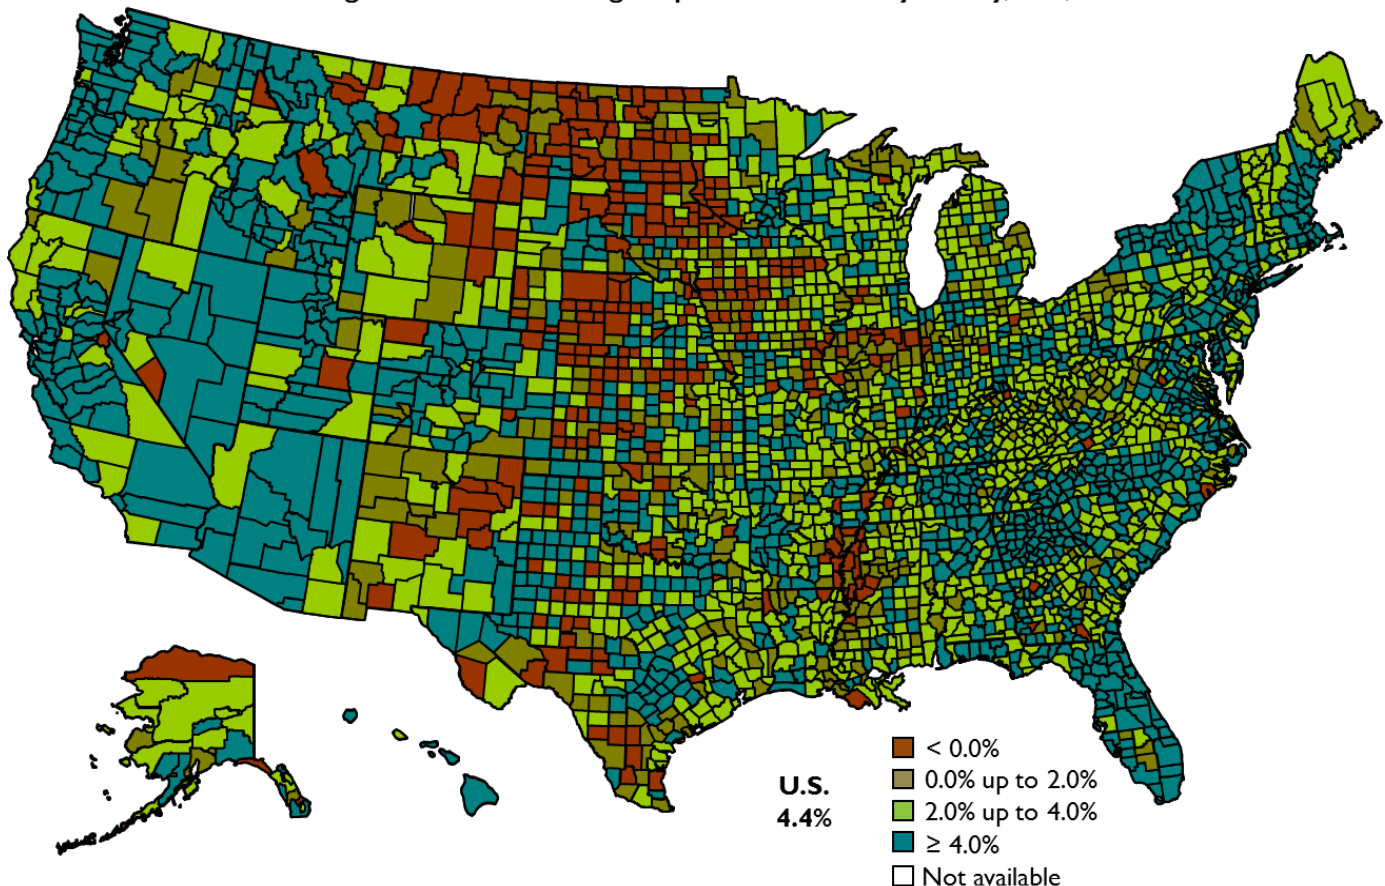 U.S.
4.4%
< 0.0%
0.0% up to 2.0%
2.0% up to 4.0%
≥ 4.0%
Not available